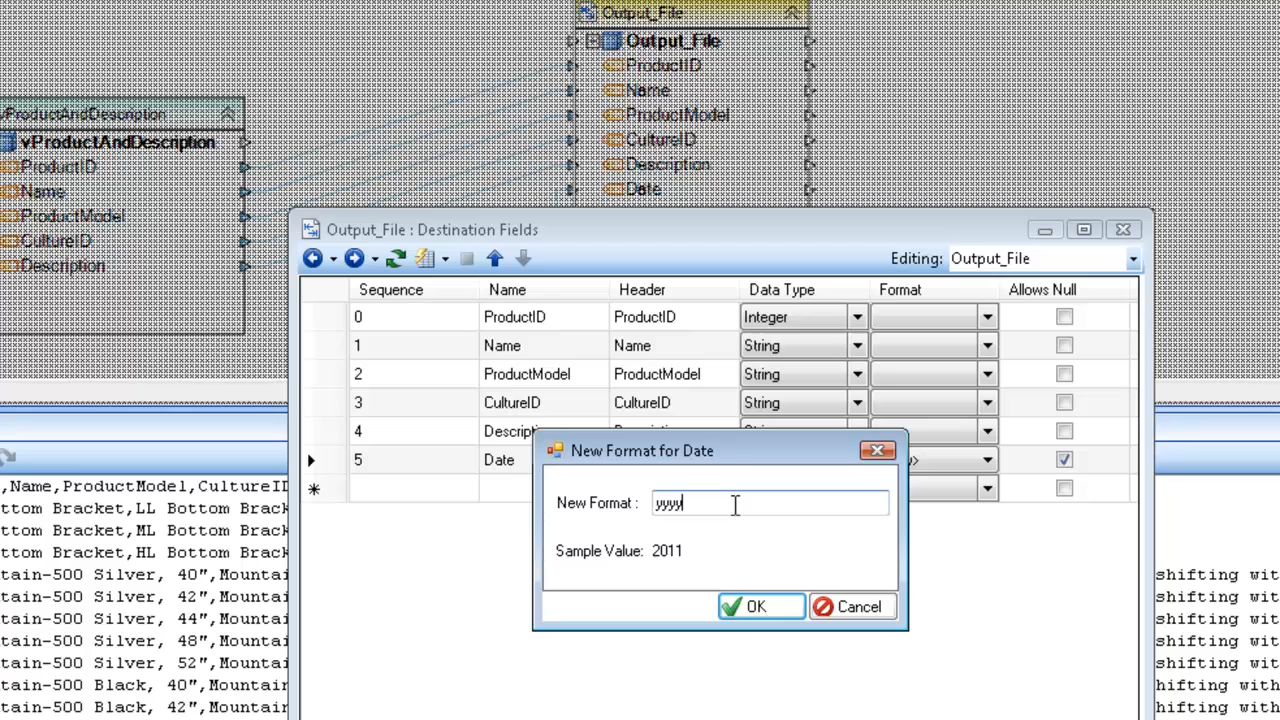 Output_File
Output_File
ProductID
Name
ProductModel
CultureID
Description
Date
vProductAndDescription
vProductAndDescription
ProductID
Name
ProductModel
CultureID
Description
Output_File : Destination Fields
Editing: Output_File
Sequence Name Header Data Type Format Allows Null
0 ProductID ProductID Integer
1 Name Name String
2 ProductModel ProductModel String
3 CultureID CultureID String
4
5 Date
New Format for Date
New Format : yyyy
Sample Value: 2011
OK Cancel
,Name,ProductModel,CultureID
ttom Bracket,LL Bottom Brack
ttom Bracket,ML Bottom Brack
ttom Bracket,HL Bottom Brack
tain-500 Silver, 40",Mountai shifting wit
tain-500 Silver, 42",Mountai shifting wit
tain-500 Silver, 44",Mountai shifting wit
tain-500 Silver, 48",Mountai shifting wit
tain-500 Silver, 52",Mountai shifting wit
tain-500 Black, 40",Mountain hifting with
tain-500 Black, 42",Mountain hifting with